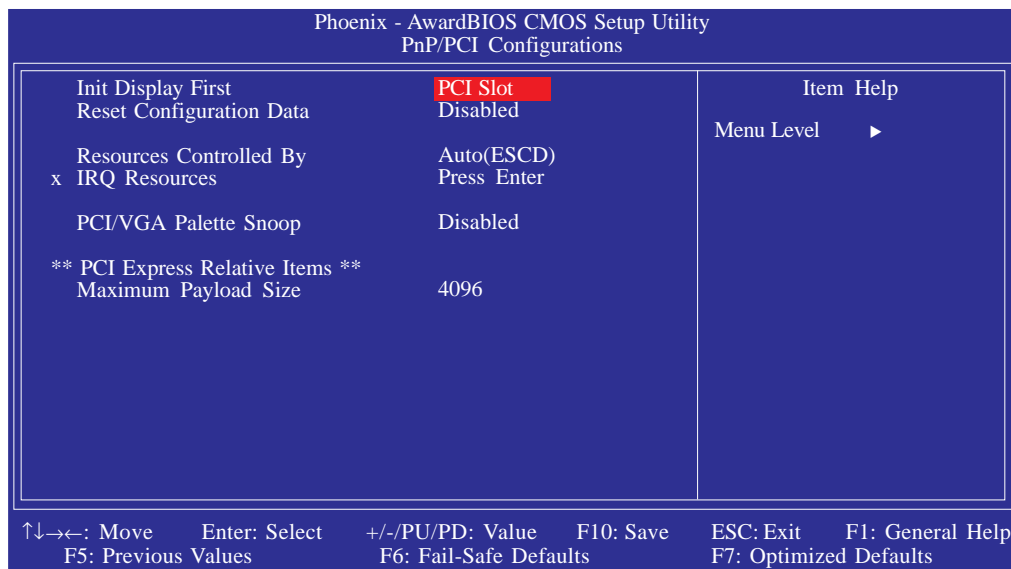 Phoenix - AwardBIOS CMOS Setup Utility
PnP/PCI Configurations
Init Display First PCI Slot
Reset Configuration Data Disabled
Resources Controlled By Auto(ESCD)
x IRQ Resources Press Enter
PCI/VGA Palette Snoop Disabled
** PCI Express Relative Items **
Maximum Payload Size 4096
Item Help
Menu Level ►
↑↓→←: Move Enter: Select +/-/PU/PD: Value F10: Save ESC: Exit F1: General Help
F5: Previous Values F6: Fail-Safe Defaults F7: Optimized Defaults